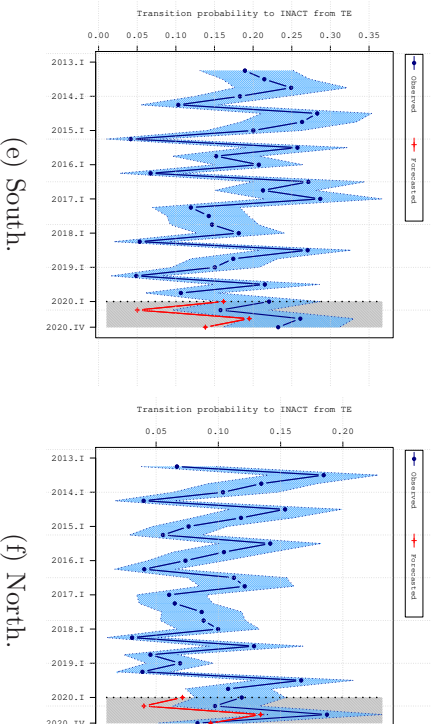 Transition probability to INACT from TE
0.00 0.05 0.10 0.15 0.20 0.25 0.30 0.35
2013.I
2014.I
2015.I
2016.I
2017.I
2018.I
2019.I
2020.I
2020.IV
Observed
Forecasted
(e) South.
Transition probability to INACT from TE
0.05 0.10 0.15 0.20
2013.I
2014.I
2015.I
2016.I
2017.I
2018.I
2019.I
2020.I
2020.IV
Observed
Forecasted
(f) North.